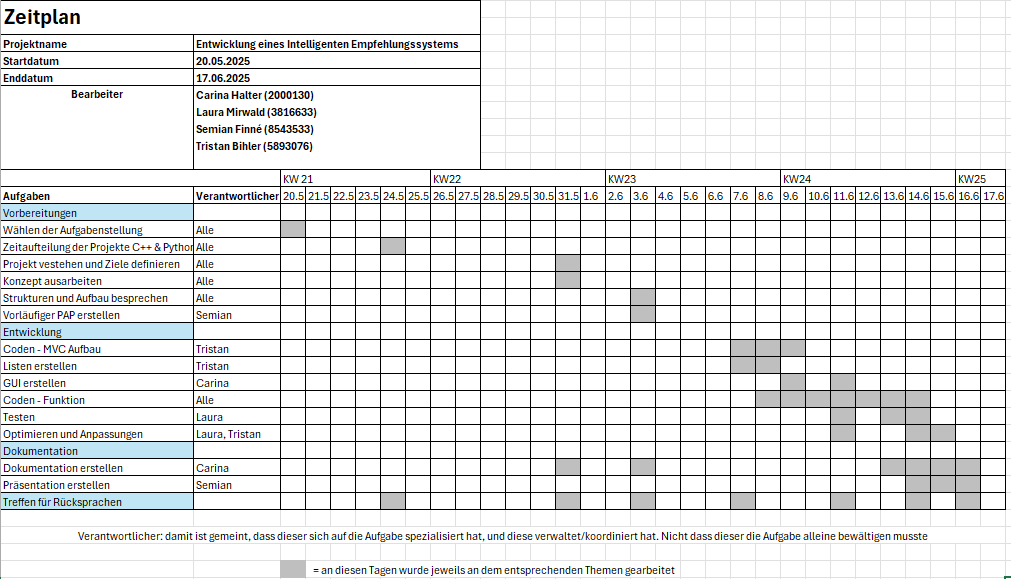 Zeitplan
Projektname Entwicklung eines Intelligenten Empfehlungssystems
Startdatum 20.05.2025
Enddatum 17.06.2025
Bearbeiter Carina Halter (2000130)
Laura Mirwald (3816633)
Semian Finné (8543533)
Tristan Bihler (5893076)
KW 21 KW22 KW23 KW24 KW25
Aufgaben Verantwortlicher 20.5 21.5 22.5 23.5 24.5 25.5 26.5 27.5 28.5 29.5 30.5 31.5 1.6 2.6 3.6 4.6 5.6 6.6 7.6 8.6 9.6 10.6 11.6 12.6 13.6 14.6 15.6 16.6 17.6
Vorbereitungen
Wählen der Aufgabenstellung Alle
Zeitaufteilung der Projekte C++ & Python Alle
Projekt vestehen und Ziele definieren Alle
Konzept ausarbeiten Alle
Strukturen und Aufbau besprechen Alle
Vorläufiger PAP erstellen Semian
Entwicklung
Coden - MVC Aufbau Tristan
Listen erstellen Tristan
GUI erstellen Carina
Coden - Funktion Alle
Testen Laura
Optimieren und Anpassungen Laura, Tristan
Dokumentation
Dokumentation erstellen Carina
Präsentation erstellen Semian
Treffen für Rücksprachen
Verantwortlicher: damit ist gemeint, dass dieser sich auf die Aufgabe spezialisiert hat, und diese verwaltet/koordiniert hat. Nicht dass dieser die Aufgabe alleine bewältigen musste
= an diesen Tagen wurde jeweils an dem entsprechenden Themen gearbeitet